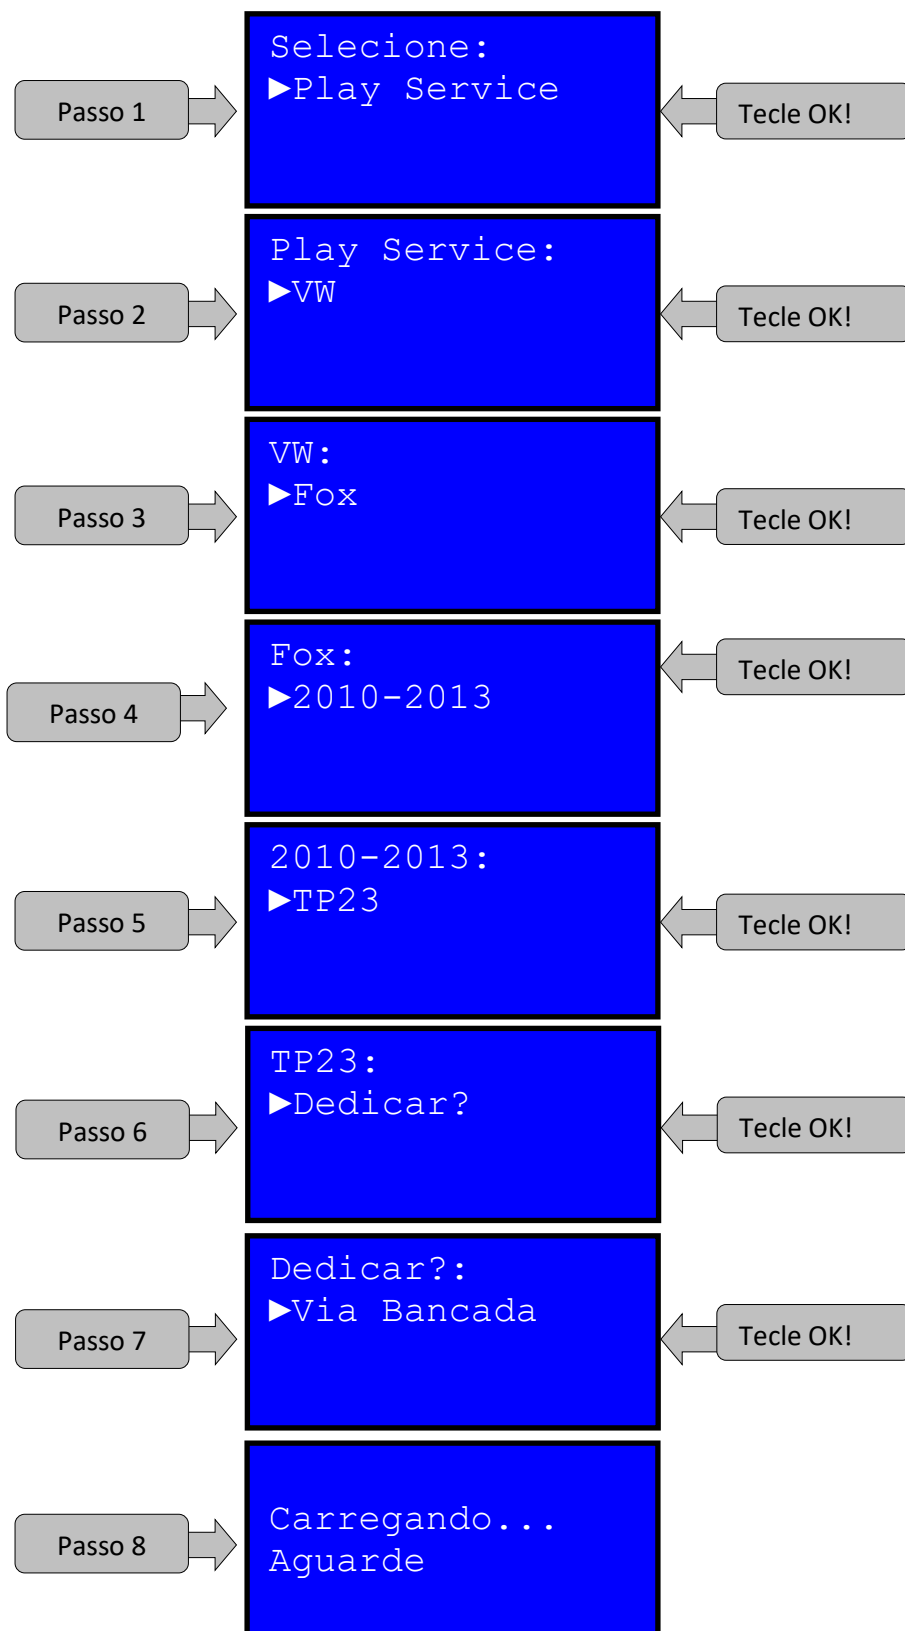 Passo 1
Selecione:
►Play Service
Tecle OK!
Passo 2
Play Service:
►VW
Tecle OK!
Passo 3
VW:
►Fox
Tecle OK!
Passo 4
Fox:
►2010-2013
Tecle OK!
Passo 5
2010-2013:
►TP23
Tecle OK!
Passo 6
TP23:
►Dedicar?
Tecle OK!
Passo 7
Dedicar?:
►Via Bancada
Tecle OK!
Passo 8
Carregando...
Aguarde